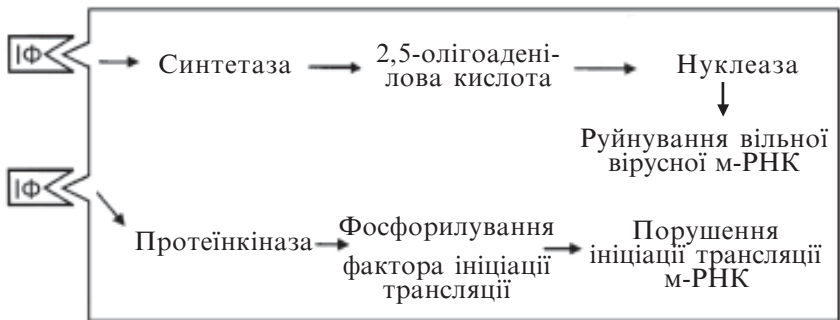 ІФ
Синтетаза
2,5-олігоадені-
лова кислота
Нуклеаза
Руйнування вільної
вірусної м-РНК
ІФ
Протеїнкіназа
Фосфорилування
фактора ініціації
трансляції
Порушення
ініціації трансляції
м-РНК